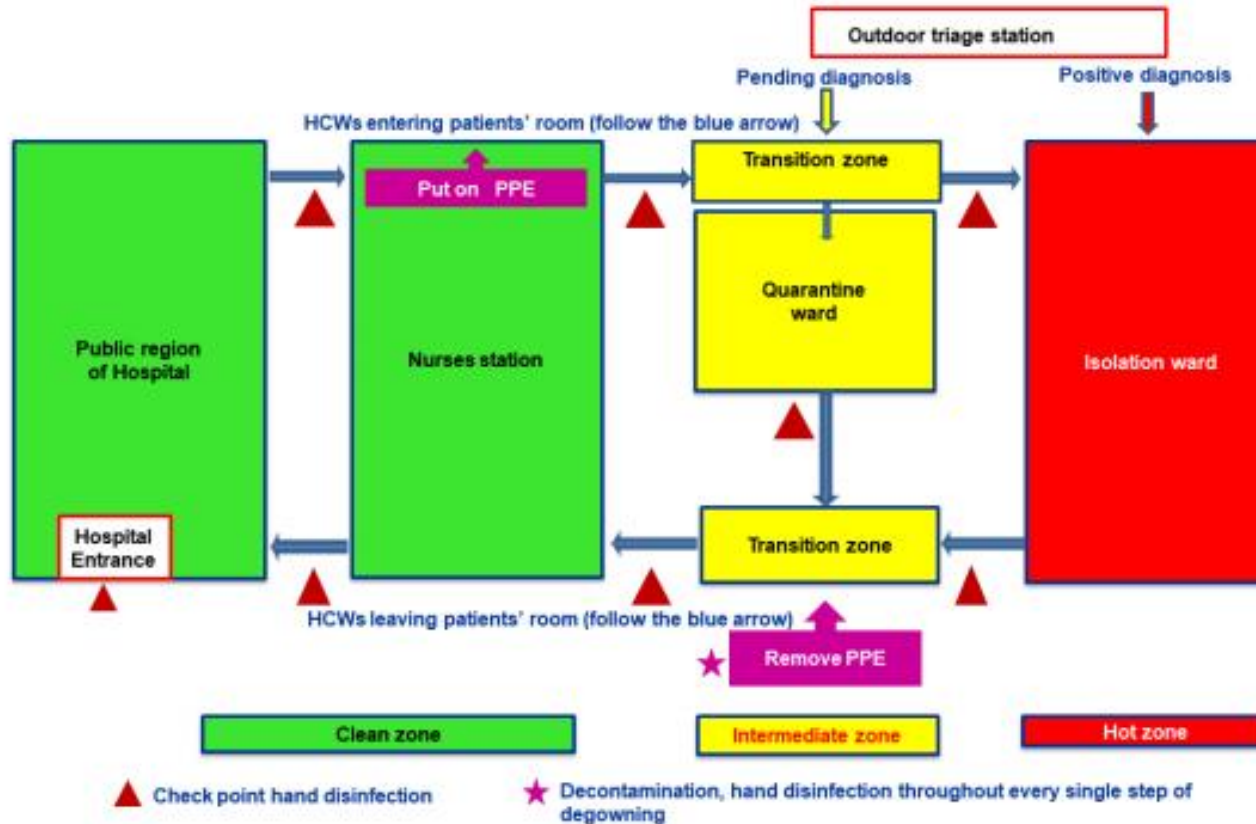 Outdoor triage station
Pending diagnosis
Positive diagnosis
HCWs entering patients' room (follow the blue arrow)
Put on PPE
Transition zone
Quarantine
ward
Public region
of Hospital
Nurses station
Isolation ward
Hospital
Entrance
Transition zone
HCWs leaving patients' room (follow the blue arrow)
Remove PPE
Clean zone
Intermediate zone
Hot zone
Check point hand disinfection
Decontamination, hand disinfection throughout every single step of
degowning